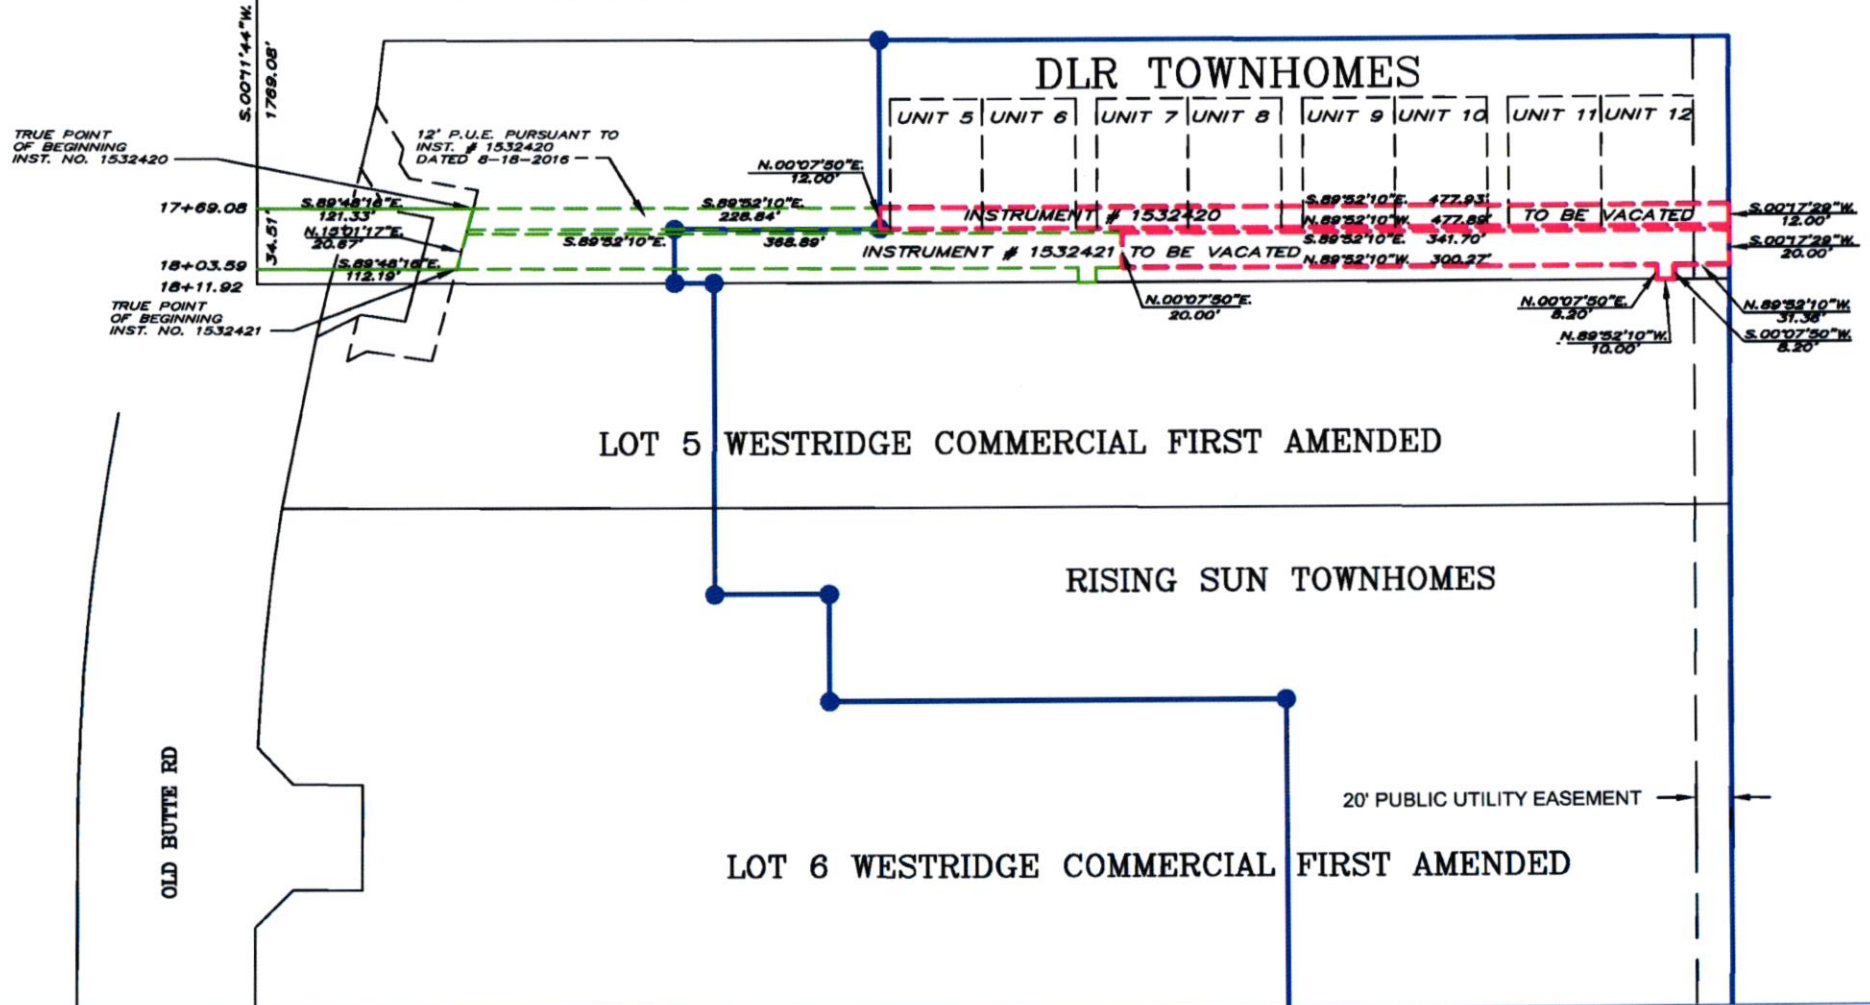 S.00°11'44"W.
1769.08'
DLR TOWNHOMES
UNIT 5
UNIT 6
UNIT 7
UNIT 8
UNIT 9
UNIT 10
UNIT 11
UNIT 12
TRUE POINT
OF BEGINNING
INST. NO. 1532420
12' P.U.E. PURSUANT TO
INST. # 1532420
DATED 8-18-2016
N.00°07'50"E.
12.00'
17+69.08
S.89°48'16"E.
121.33'
S.89°52'10"E.
228.84'
INSTRUMENT # 1532420
S.89°52'10"E. 477.93'
N.89°52'10"W. 477.89'
TO BE VACATED
S.00°17'29"W.
12.00'
34.51'
N.15°01'17"E.
20.67'
S.89°52'10"E. 368.89'
INSTRUMENT # 1532421 TO BE VACATED
S.89°52'10"E. 341.70'
N.89°52'10"W. 300.27'
S.00°17'29"W.
20.00'
18+03.59
S.89°48'16"E.
112.19'
18+11.92
TRUE POINT
OF BEGINNING
INST. NO. 1532421
N.00°07'50"E.
20.00'
N.00°07'50"E.
8.20'
N.89°52'10"W.
10.00'
N.89°52'10"W.
31.36'
S.00°07'50"W.
8.20'
LOT 5 WESTRIDGE COMMERCIAL FIRST AMENDED
RISING SUN TOWNHOMES
OLD BUTTE RD
20' PUBLIC UTILITY EASEMENT
LOT 6 WESTRIDGE COMMERCIAL FIRST AMENDED